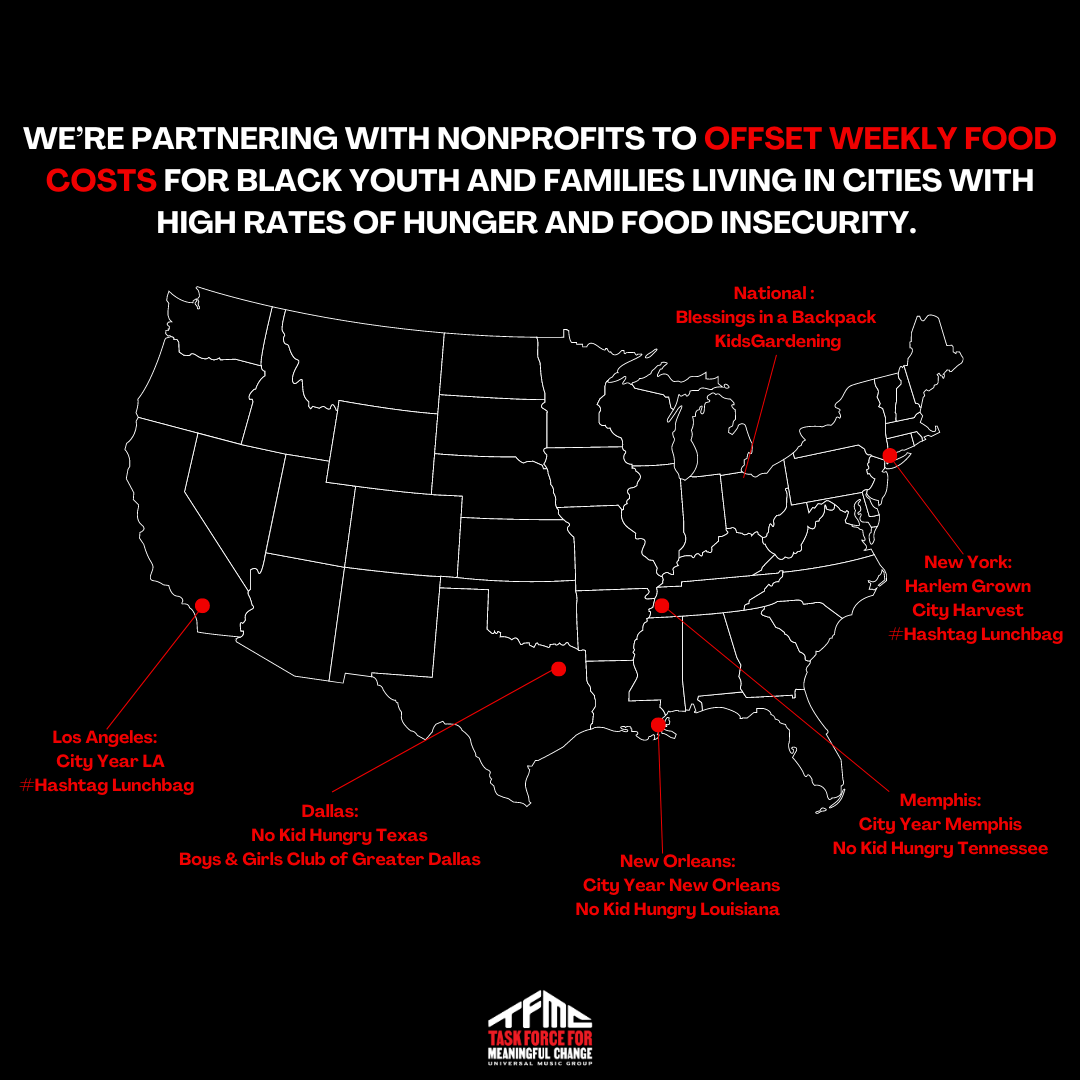 WE'RE PARTNERING WITH NONPROFITS TO OFFSET WEEKLY FOOD
COSTS FOR BLACK YOUTH AND FAMILIES LIVING IN CITIES WITH
HIGH RATES OF HUNGER AND FOOD INSECURITY.
National :
Blessings in a Backpack
KidsGardening
New York:
Harlem Grown
City Harvest
#Hashtag Lunchbag
Los Angeles:
City Year LA
#Hashtag Lunchbag
Dallas:
No Kid Hungry Texas
Boys & Girls Club of Greater Dallas
New Orleans:
City Year New Orleans
No Kid Hungry Louisiana
Memphis:
City Year Memphis
No Kid Hungry Tennessee
TFMC
TASK FORCE FOR
MEANINGFUL CHANGE
UNIVERSAL MUSIC GROUP